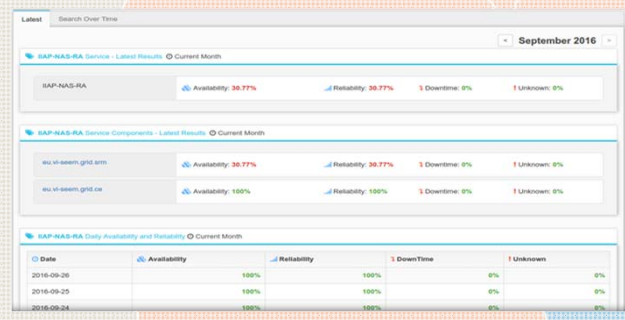 Latest Search Over Time
« September 2016 »
IIAP-NAS-RA Service - Latest Results Current Month
IIAP-NAS-RA Availability: 30.77% Reliability: 30.77% Downtime: 0% Unknown: 0%
IIAP-NAS-RA Service Components - Latest Results Current Month
eu.vi-seem.grid.srm Availability: 30.77% Reliability: 30.77% Downtime: 0% Unknown: 0%
eu.vi-seem.grid.ce Availability: 100% Reliability: 100% Downtime: 0% Unknown: 0%
IIAP-NAS-RA Daily Availability and Reliability Current Month
Date Availability Reliability DownTime Unknown
2016-09-26 100% 100% 0% 0%
2016-09-25 100% 100% 0% 0%
2016-09-24 100% 100% 0% 0%